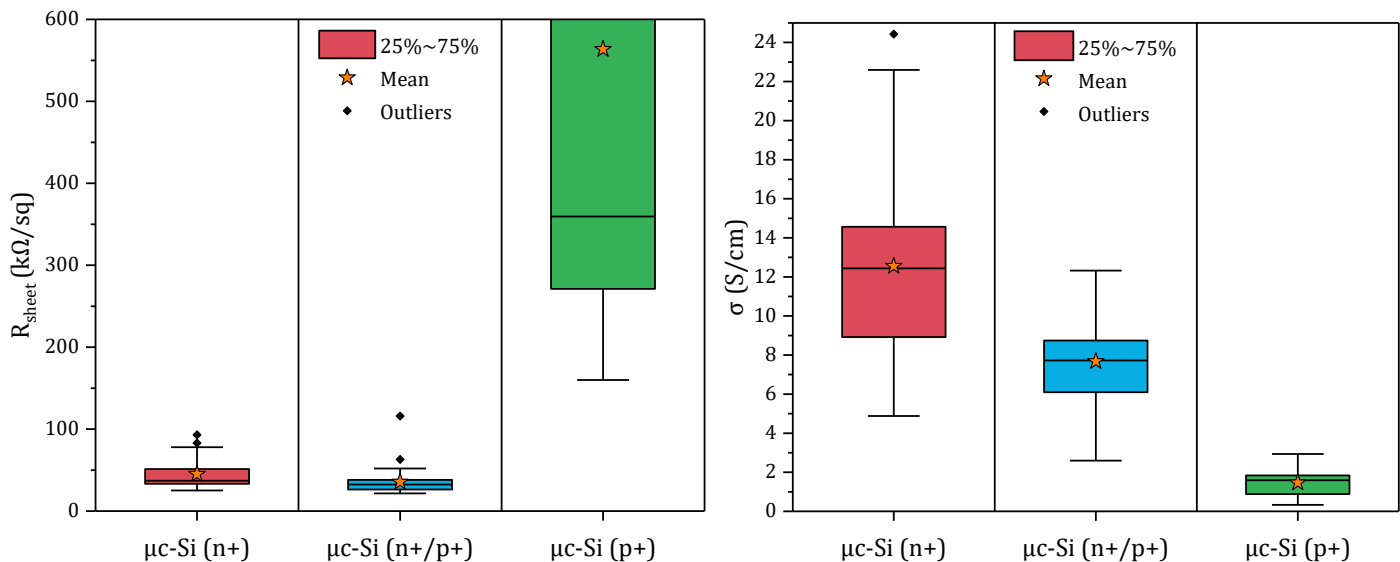 600
500
400
300
200
100
0
R_sheet (kΩ/sq)
25%~75%
Mean
Outliers
μc-Si (n+)
μc-Si (n+/p+)
μc-Si (p+)
24
22
20
18
16
14
12
10
8
6
4
2
0
σ (S/cm)
25%~75%
Mean
Outliers
μc-Si (n+)
μc-Si (n+/p+)
μc-Si (p+)